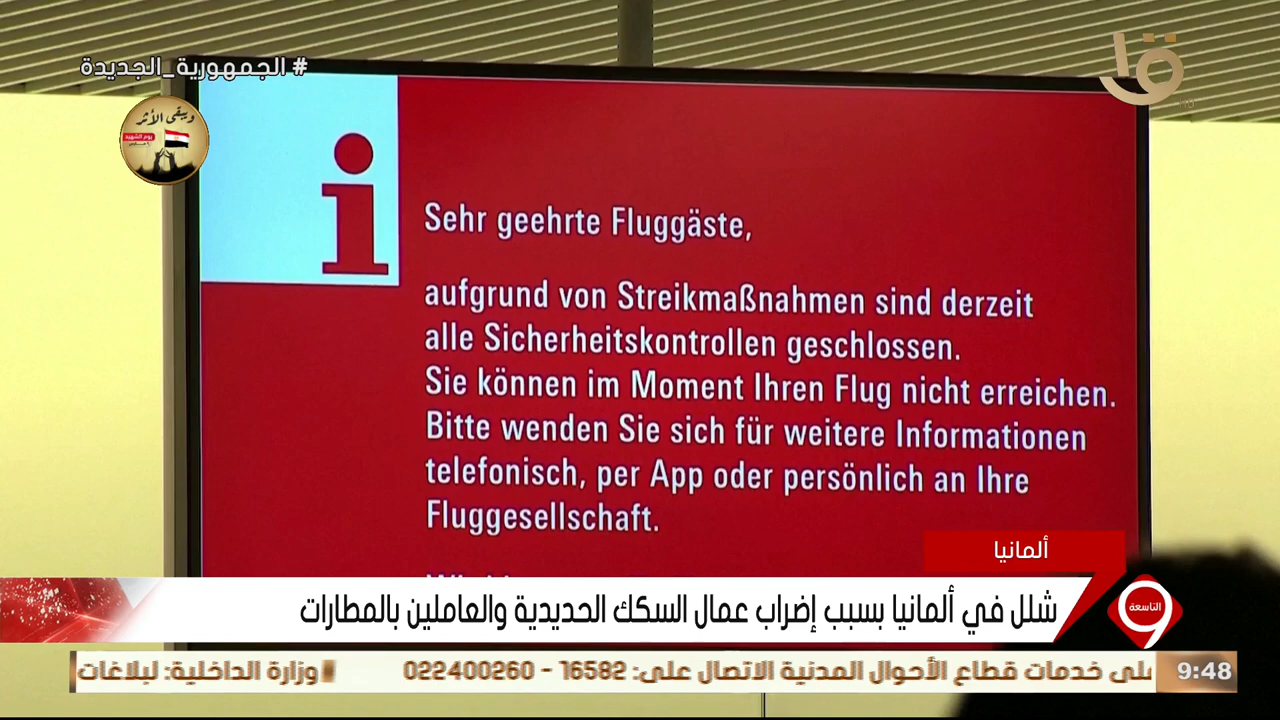 # الجمهورية_الجديدة
ويبقى الأثر
يوم الشهيد
HD
i
Sehr geehrte Fluggäste,
aufgrund von Streikmaßnahmen sind derzeit
alle Sicherheitskontrollen geschlossen.
Sie können im Moment Ihren Flug nicht erreichen.
Bitte wenden Sie sich für weitere Informationen
telefonisch, per App oder persönlich an Ihre
Fluggesellschaft.
ألمانيا
التاسعة
9
شلل في ألمانيا بسبب إضراب عمال السكك الحديدية والعاملين بالمطارات
9:48
خدمات قطاع الأحوال المدنية الاتصال على: 16582 - 022400260 وزارة الداخلية: لبلاغات